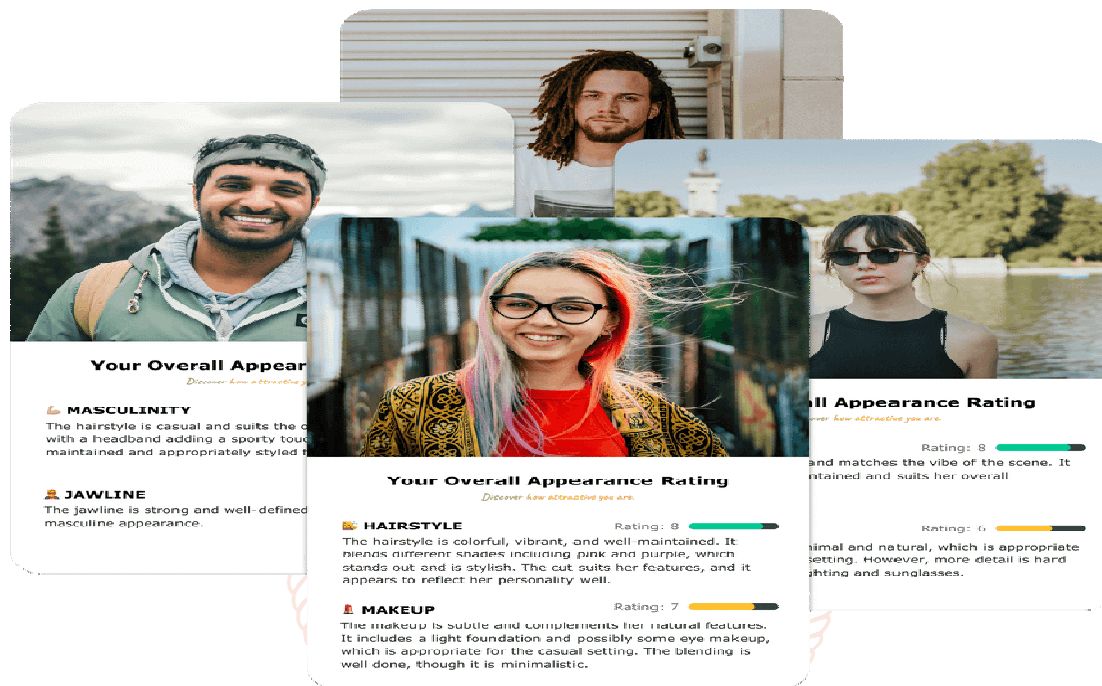 Your Overall Appear
Discover how attractive y
MASCULINITY
The hairstyle is casual and suits the o
with a headband adding a sporty touc
maintained and appropriately styled f
JAWLINE
The jawline is strong and well-defined
masculine appearance.
Your Overall Appearance Rating
Discover how attractive you are.
HAIRSTYLE
Rating: 8
The hairstyle is colorful, vibrant, and well-maintained. It
blends different shades including pink and purple, which
stands out and is stylish. The cut suits her features, and it
appears to reflect her personality well.
MAKEUP
Rating: 7
The makeup is subtle and complements her natural features.
It includes a light foundation and possibly some eye makeup,
which is appropriate for the casual setting. The blending is
well done, though it is minimalistic.
all Appearance Rating
over how attractive you are.
Rating: 8
and matches the vibe of the scene. It
ntained and suits her overall
Rating: 6
nimal and natural, which is appropriate
setting. However, more detail is hard
ghting and sunglasses.